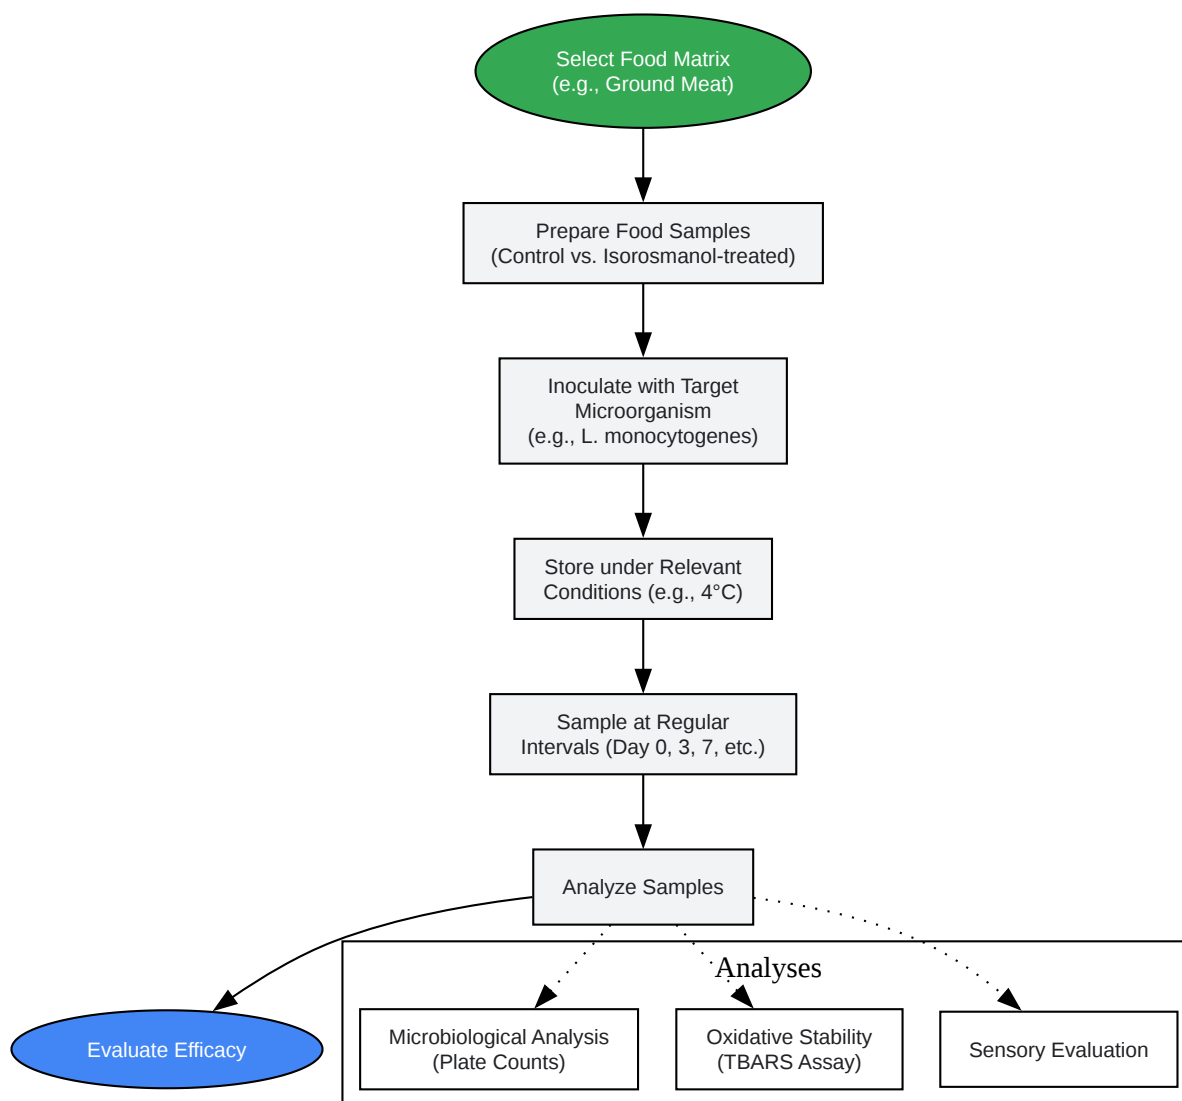 Select Food Matrix
(e.g., Ground Meat)
Prepare Food Samples
(Control vs. Isorosmanol-treated)
Inoculate with Target
Microorganism
(e.g., L. monocytogenes)
Store under Relevant
Conditions (e.g., 4°C)
Sample at Regular
Intervals (Day 0, 3, 7, etc.)
Analyze Samples
Analyses
Evaluate Efficacy
Microbiological Analysis
(Plate Counts)
Oxidative Stability
(TBARS Assay)
Sensory Evaluation